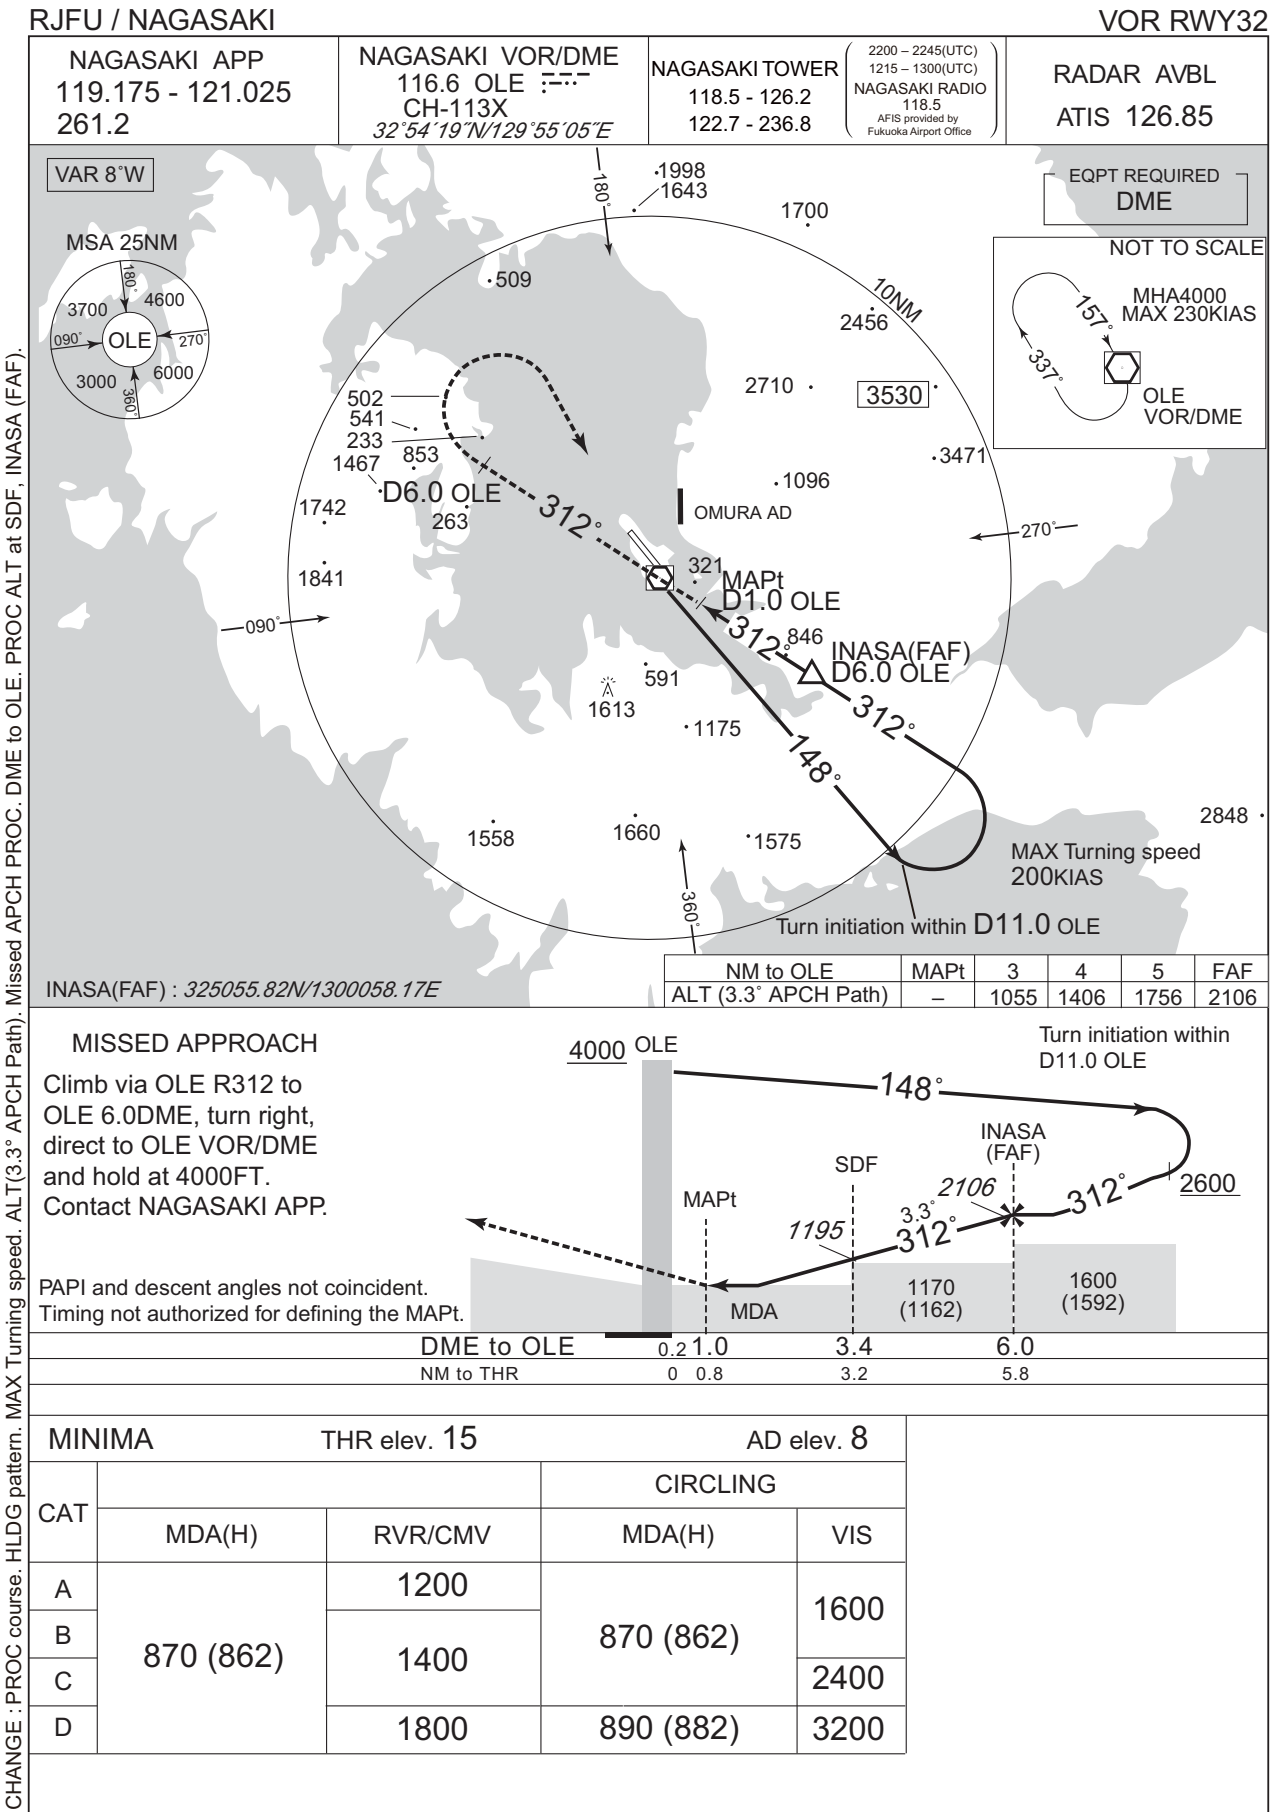 RJFU / NAGASAKI
VOR RWY32
NAGASAKI APP
119.175 - 121.025
261.2
NAGASAKI VOR/DME
116.6 OLE
CH-113X
32°54´19˝N/129°55´05˝E
NAGASAKI TOWER
118.5 - 126.2
122.7 - 236.8
2200 – 2245(UTC)
1215 – 1300(UTC)
NAGASAKI RADIO
118.5
AFIS provided by
Fukuoka Airport Office
RADAR AVBL
ATIS 126.85
VAR 8°W
MSA 25NM
180°
3700
4600
090°
OLE
270°
3000
6000
360°
EQPT REQUIRED
DME
NOT TO SCALE
MHA4000
MAX 230KIAS
157°
337°
OLE
VOR/DME
180°
1998
1643
1700
509
10NM
2456
2710
3530
502
541
233
853
1467
D6.0 OLE
263
3471
1096
312°
OMURA AD
1742
1841
270°
321
MAPt
D1.0 OLE
090°
312°
846
INASA(FAF)
D6.0 OLE
591
1613
312°
1175
148°
1558
1660
1575
2848
MAX Turning speed
200KIAS
360°
Turn initiation within D11.0 OLE
INASA(FAF) : 325055.82N/1300058.17E
NM to OLE MAPt 3 4 5 FAF
ALT (3.3° APCH Path) – 1055 1406 1756 2106
MISSED APPROACH
Climb via OLE R312 to
OLE 6.0DME, turn right,
direct to OLE VOR/DME
and hold at 4000FT.
Contact NAGASAKI APP.
PAPI and descent angles not coincident.
Timing not authorized for defining the MAPt.
4000 OLE
Turn initiation within
D11.0 OLE
148°
INASA
(FAF)
SDF
2106
312°
2600
MAPt
1195
3.3°
312°
MDA
1170
(1162)
1600
(1592)
DME to OLE 0.2 1.0 3.4 6.0
NM to THR 0 0.8 3.2 5.8
MINIMA THR elev. 15 AD elev. 8
CAT
CIRCLING
MDA(H) RVR/CMV MDA(H) VIS
A 1200
B 870 (862) 1400 870 (862) 1600
C 2400
D 1800 890 (882) 3200
CHANGE : PROC course. HLDG pattern. MAX Turning speed. ALT(3.3° APCH Path). Missed APCH PROC. DME to OLE. PROC ALT at SDF, INASA (FAF).